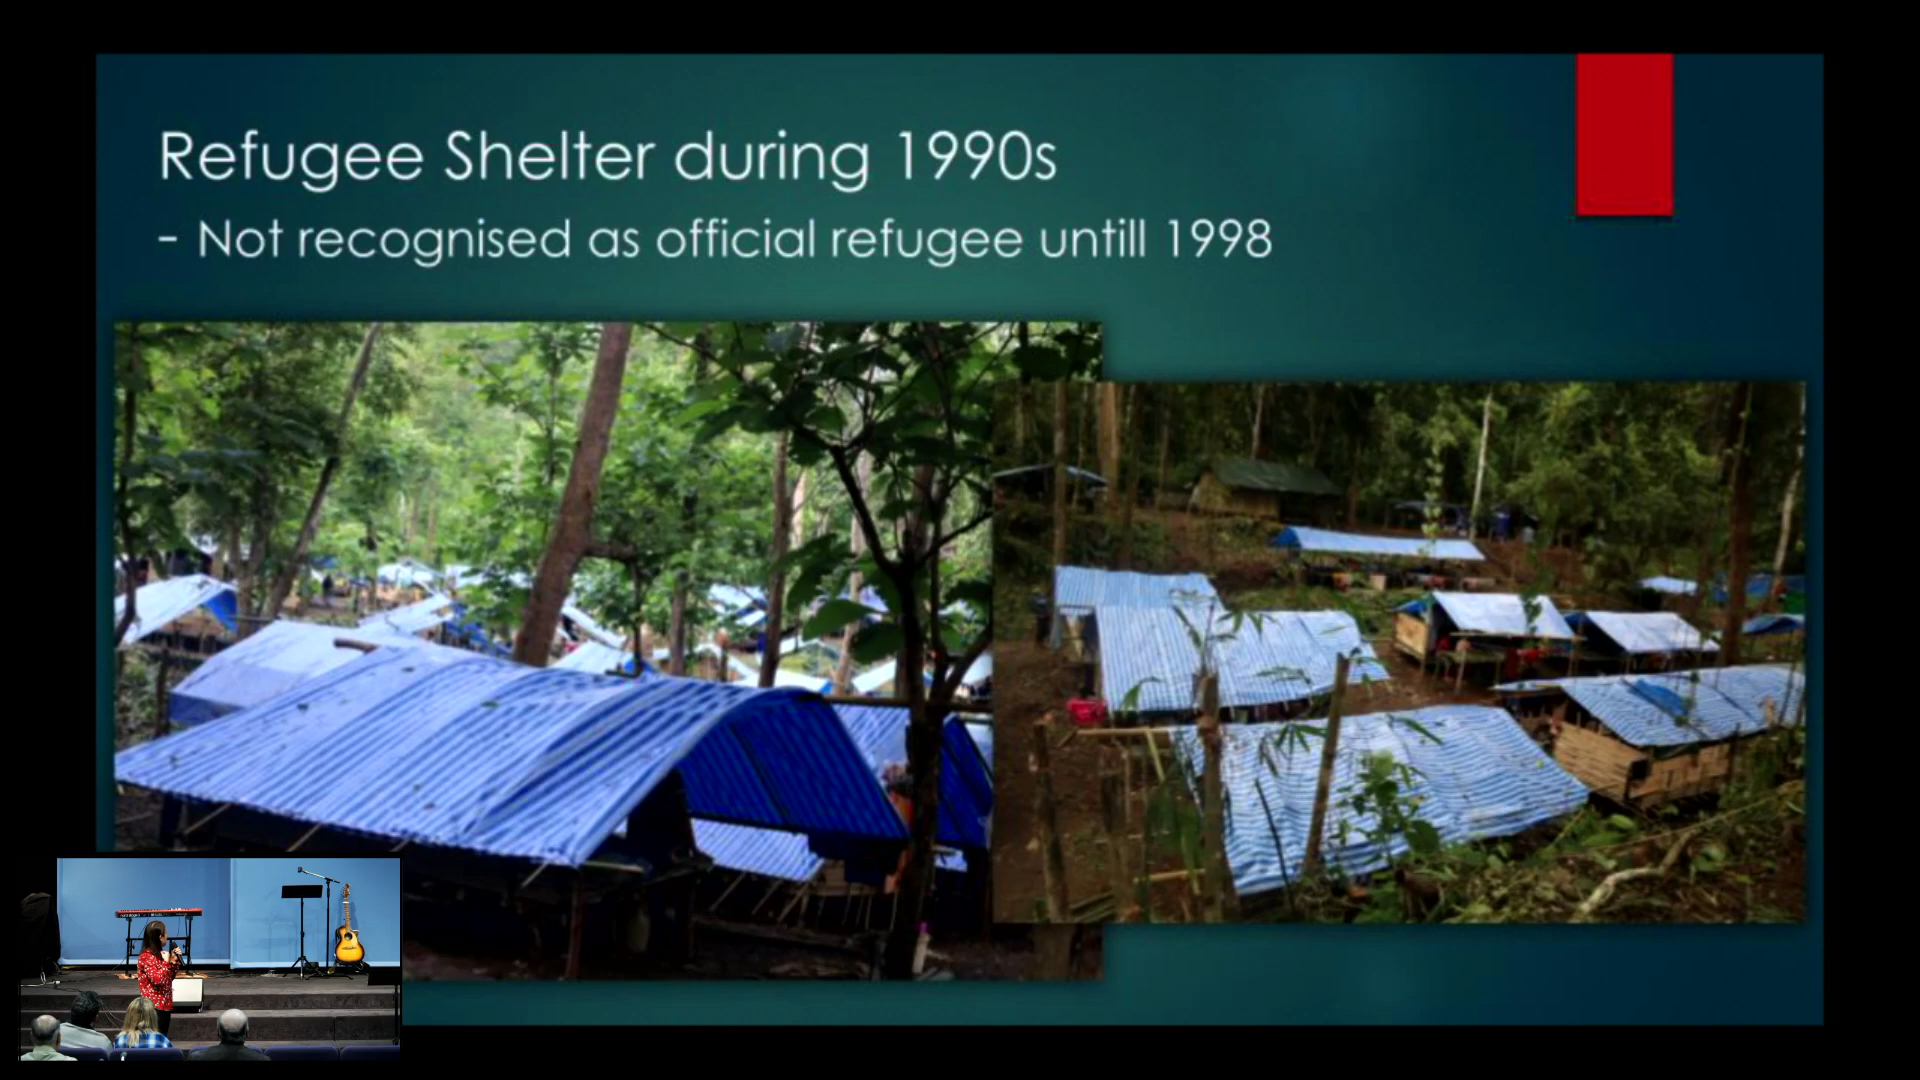 Refugee Shelter during 1990s
- Not recognised as official refugee untill 1998